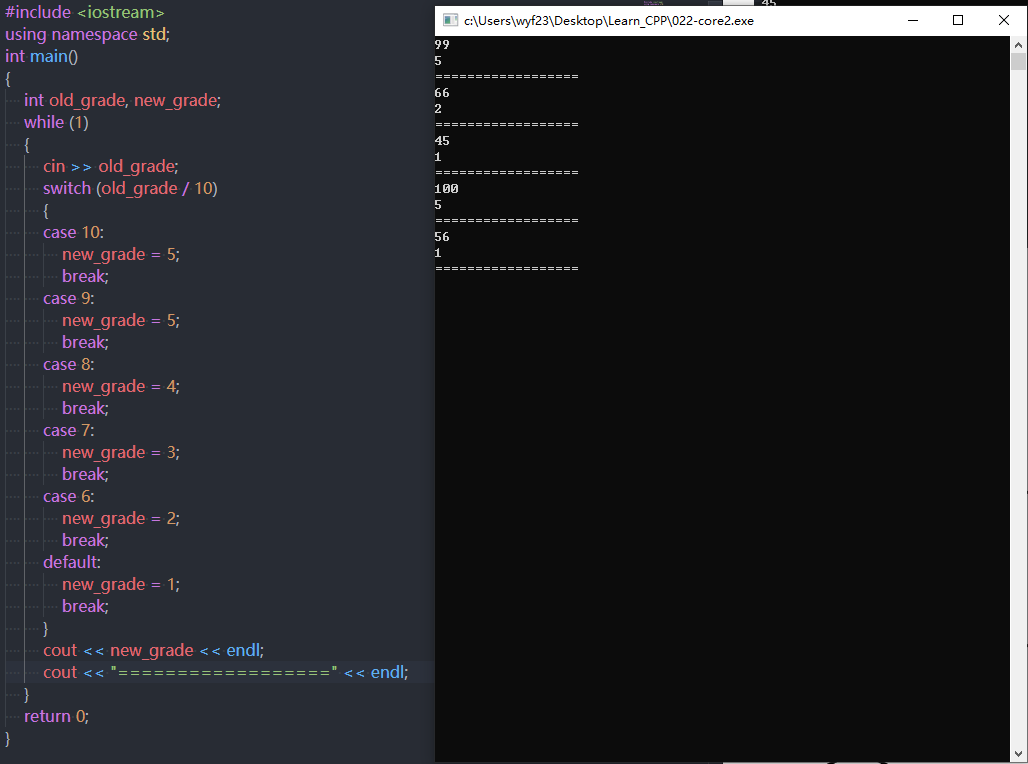 #include <iostream>
using namespace std;
int main()
{
int old_grade, new_grade;
while (1)
{
cin >> old_grade;
switch (old_grade / 10)
{
case 10:
new_grade = 5;
break;
case 9:
new_grade = 5;
break;
case 8:
new_grade = 4;
break;
case 7:
new_grade = 3;
break;
case 6:
new_grade = 2;
break;
default:
new_grade = 1;
break;
}
cout << new_grade << endl;
cout << "==================" << endl;
}
return 0;
}
45
c:\Users\wyf23\Desktop\Learn_CPP\022-core2.exe
99
5
==================
66
2
==================
45
1
==================
100
5
==================
56
1
==================